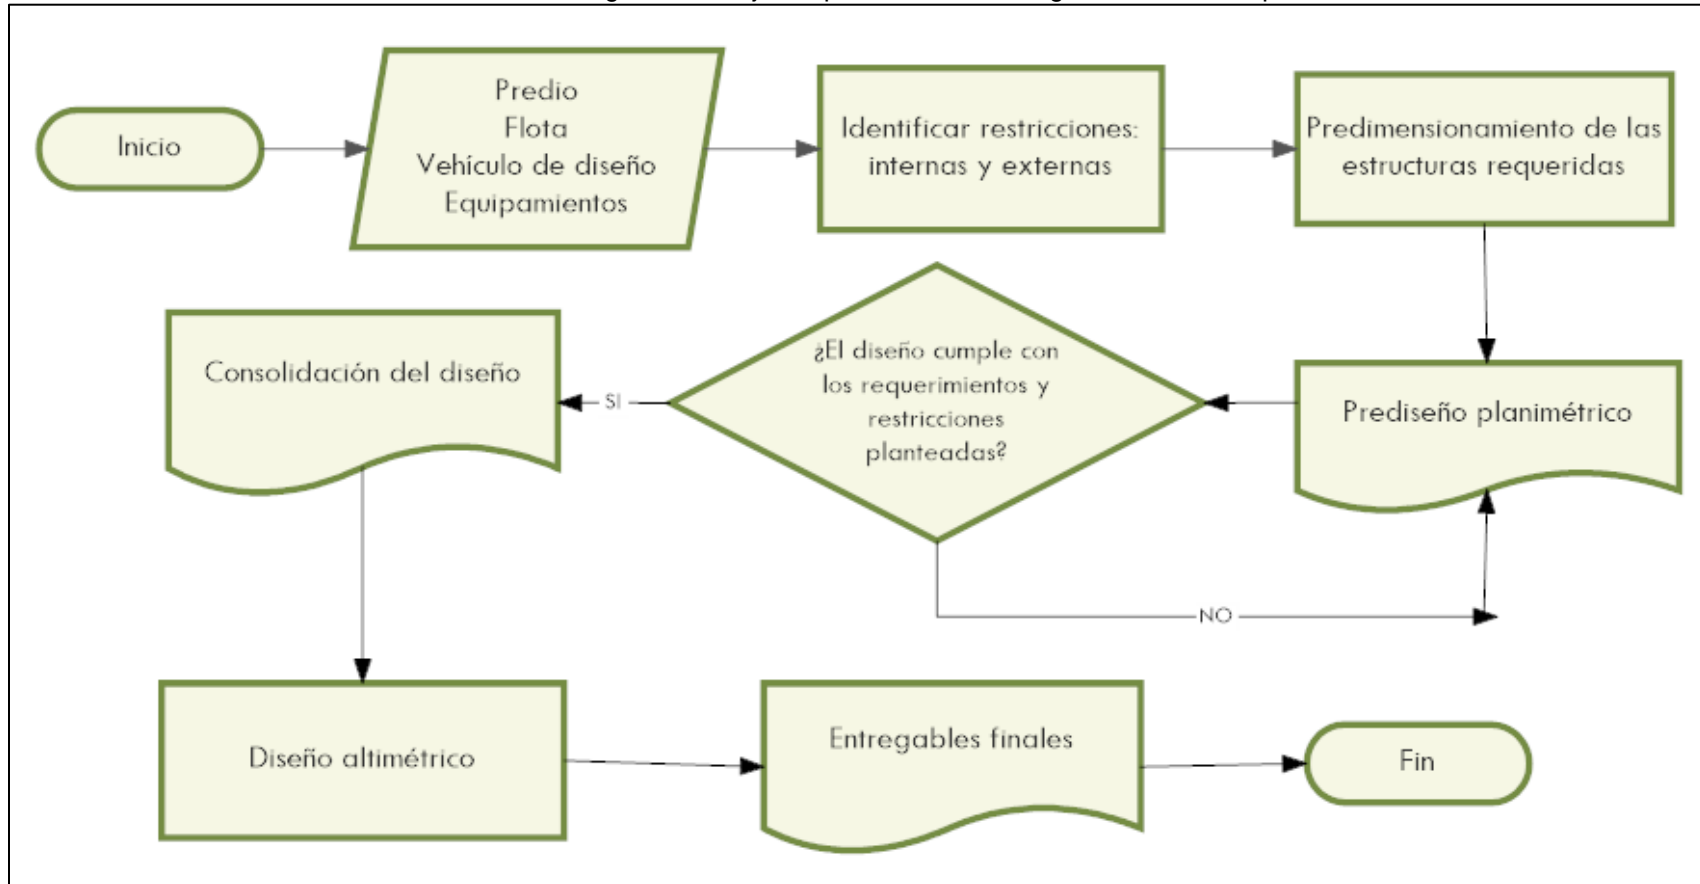 Inicio
Predio
Flota
Vehículo de diseño
Equipamientos
Identificar restricciones:
internas y externas
Predimensionamiento de las
estructuras requeridas
Prediseño planimétrico
¿El diseño cumple con
los requerimientos y
restricciones
planteadas?
SI
NO
Consolidación del diseño
Diseño altimétrico
Entregables finales
Fin